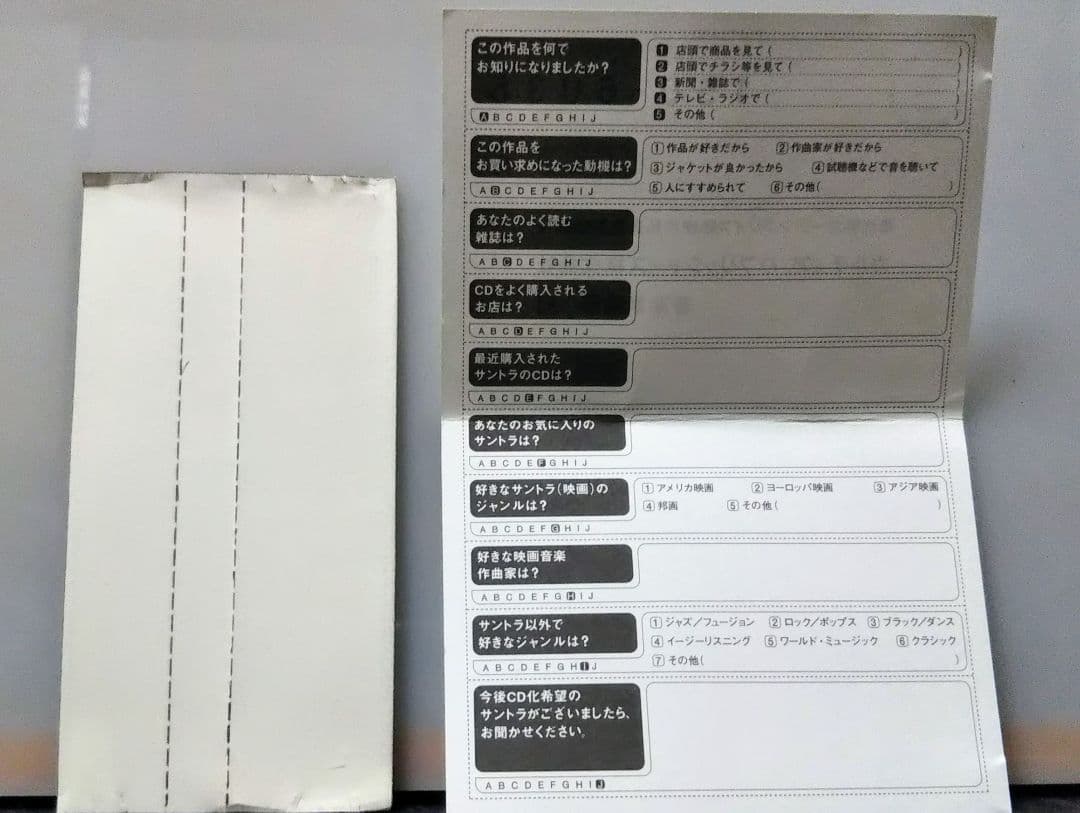 この作品を何で
お知りになりましたか?
A B C D E F G H I J
1 店頭で商品を見て( )
2 店頭でチラシ等を見て( )
3 新聞・雑誌で( )
4 テレビ・ラジオで( )
5 その他( )
この作品を
お買い求めになった動機は?
A B C D E F G H I J
1 作品が好きだから 2 作曲家が好きだから
3 ジャケットが良かったから 4 試聴機などで音を聴いて
5 人にすすめられて 6 その他( )
あなたのよく読む
雑誌は?
A B C D E F G H I J
CDをよく購入される
お店は?
A B C D E F G H I J
最近購入された
サントラのCDは?
A B C D E F G H I J
あなたのお気に入りの
サントラは?
A B C D E F G H I J
好きなサントラ(映画)の
ジャンルは?
A B C D E F G H I J
1 アメリカ映画 2 ヨーロッパ映画 3 アジア映画
4 邦画 5 その他( )
好きな映画音楽
作曲家は?
A B C D E F G H I J
サントラ以外で
好きなジャンルは?
A B C D E F G H I J
1 ジャズ/フュージョン 2 ロック/ポップス 3 ブラック/ダンス
4 イージーリスニング 5 ワールド・ミュージック 6 クラシック
7 その他( )
今後CD化希望の
サントラがございましたら、
お聞かせください。
A B C D E F G H I J